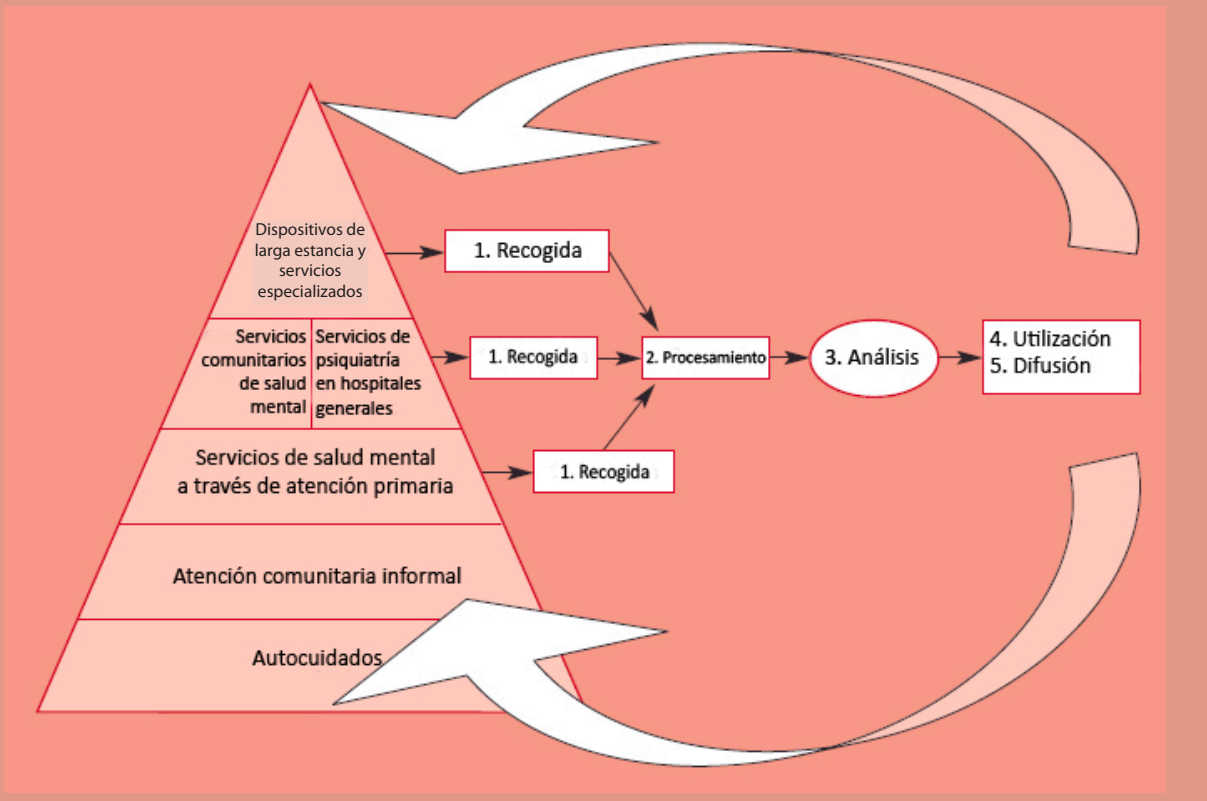 Dispositivos de
larga estancia y
servicios
especializados
1. Recogida
Servicios
comunitarios
de salud
mental
Servicios de
psiquiatría
en hospitales
generales
1. Recogida
2. Procesamiento
3. Análisis
4. Utilización
5. Difusión
Servicios de salud mental
a través de atención primaria
1. Recogida
Atención comunitaria informal
Autocuidados